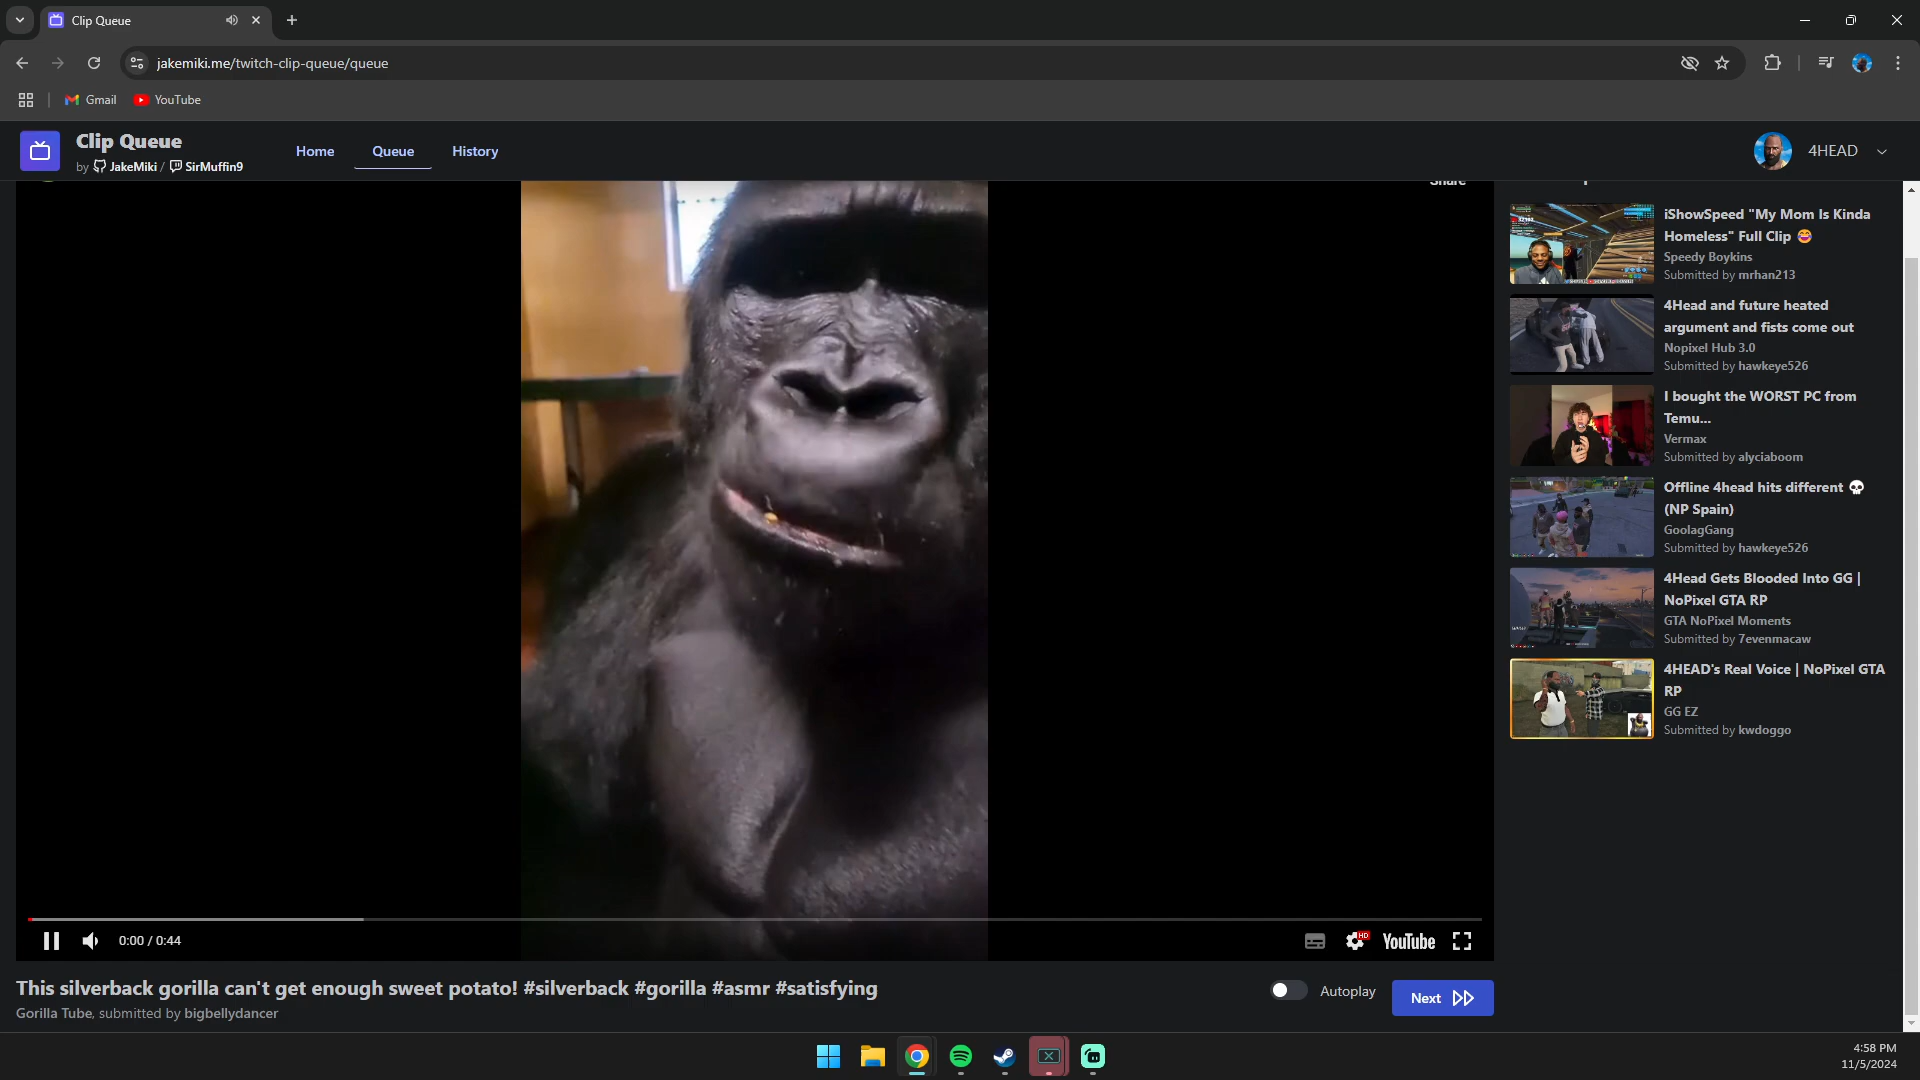 Clip Queue
jakemiki.me/twitch-clip-queue/queue
Gmail
YouTube
Clip Queue
by JakeMiki / SirMuffin9
Home
Queue
History
4HEAD
Share
iShowSpeed "My Mom Is Kinda
Homeless" Full Clip 😂
Speedy Boykins
Submitted by mrhan213
4Head and future heated
argument and fists come out
Nopixel Hub 3.0
Submitted by hawkeye526
I bought the WORST PC from
Temu...
Vermax
Submitted by alyciaboom
Offline 4head hits different 💀
(NP Spain)
GoolagGang
Submitted by hawkeye526
4Head Gets Blooded Into GG |
NoPixel GTA RP
GTA NoPixel Moments
Submitted by 7evenmacaw
4HEAD's Real Voice | NoPixel GTA
RP
GG EZ
Submitted by kwdoggo
0:00 / 0:44
HD
YouTube
This silverback gorilla can't get enough sweet potato! #silverback #gorilla #asmr #satisfying
Gorilla Tube, submitted by bigbellydancer
Autoplay
Next
4:58 PM
11/5/2024